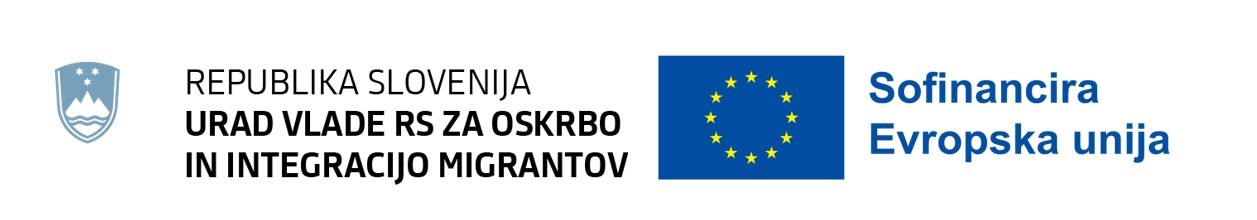 REPUBLIKA SLOVENIJA
URAD VLADE RS ZA OSKRBO
IN INTEGRACIJO MIGRANTOV
Sofinancira
Evropska unija